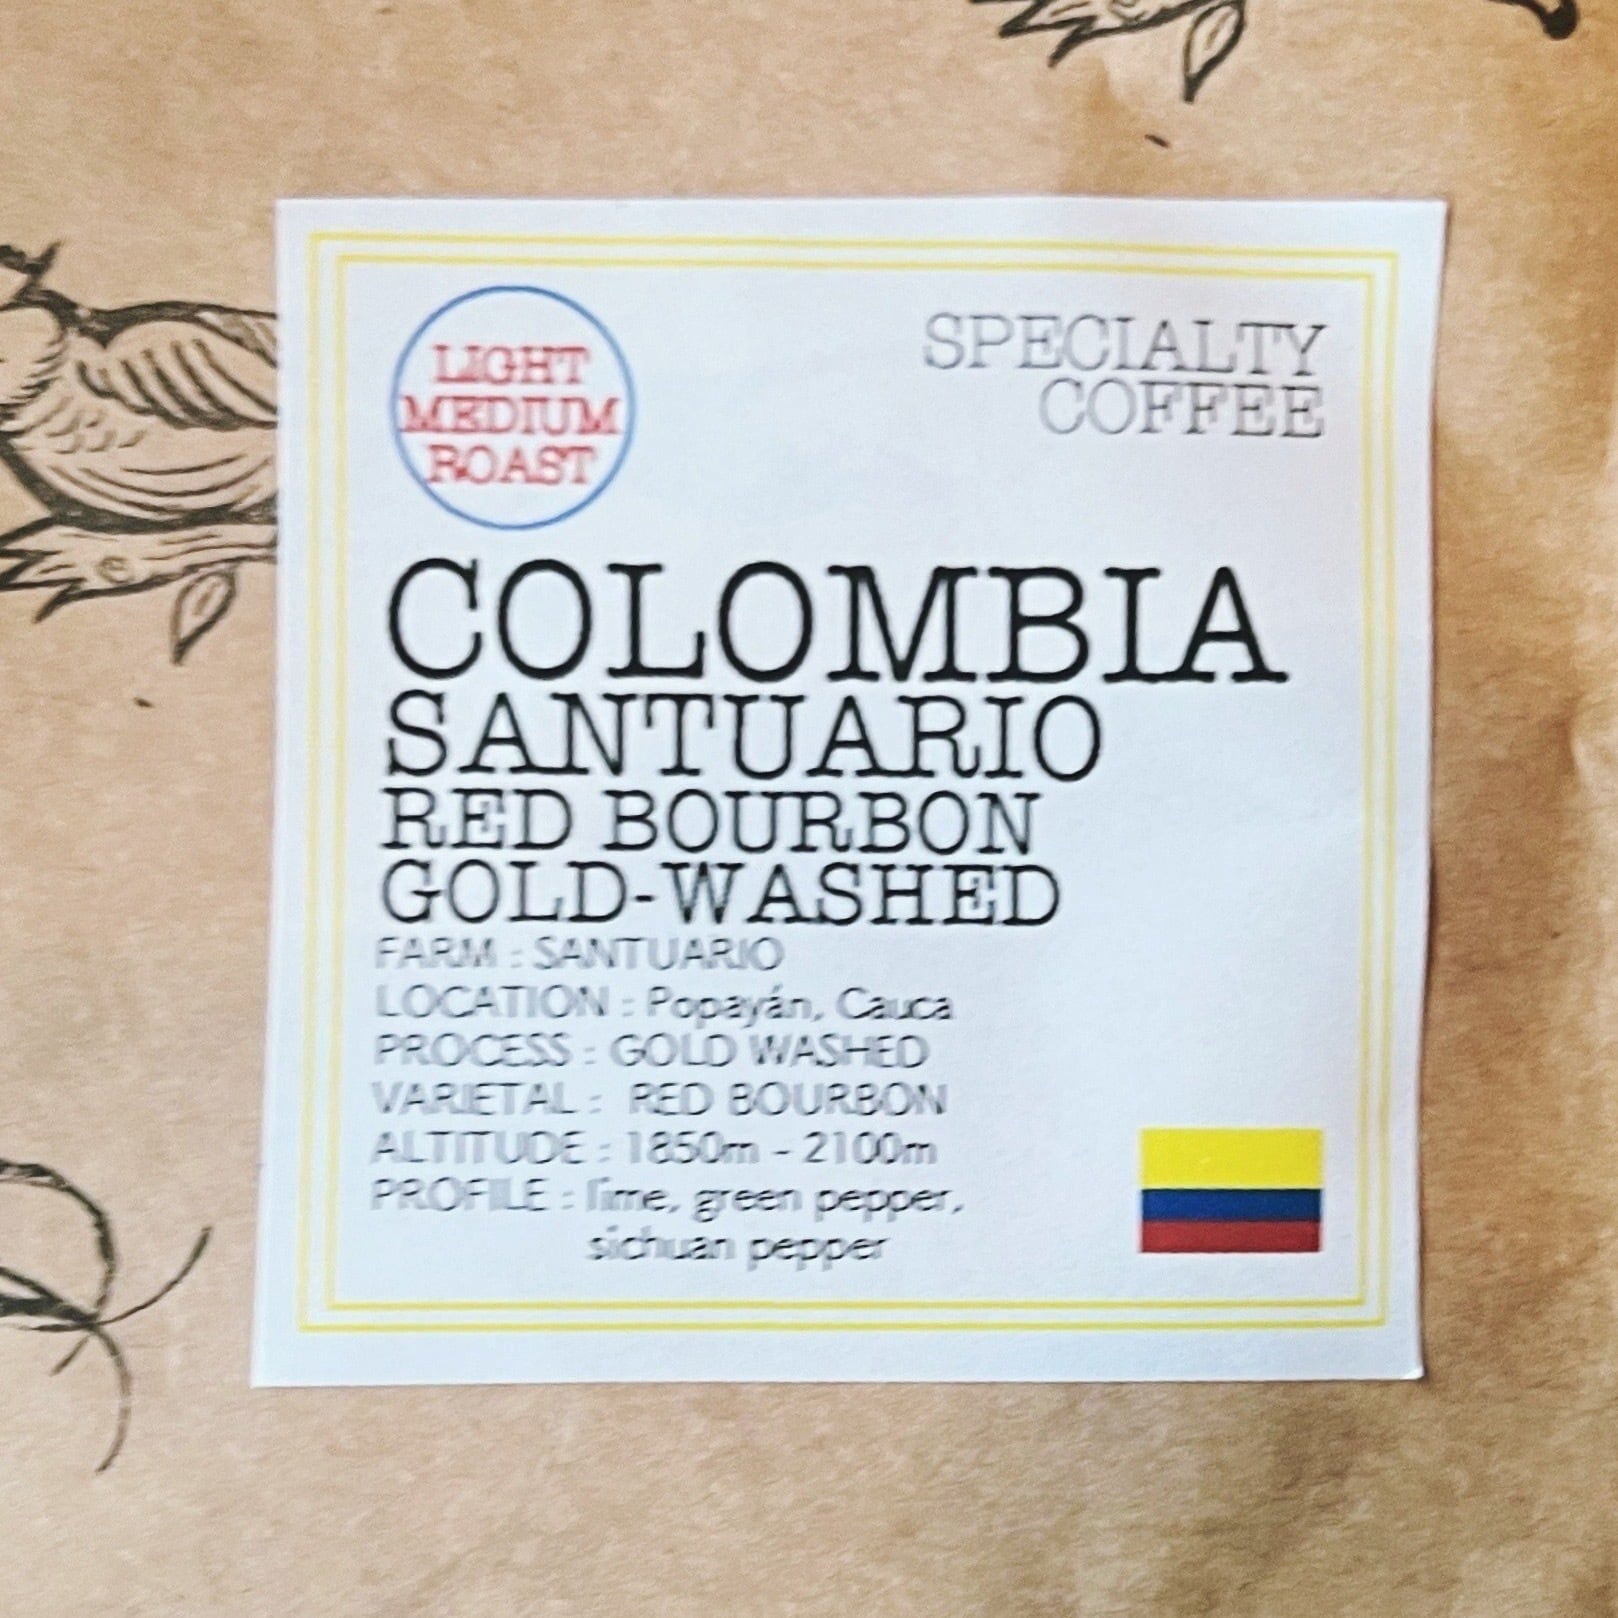 LIGHT
MEDIUM
ROAST
SPECIALTY
COFFEE
COLOMBIA
SANTUARIO
RED BOURBON
GOLD-WASHED
FARM : SANTUARIO
LOCATION : Popayán, Cauca
PROCESS : GOLD WASHED
VARIETAL : RED BOURBON
ALTITUDE : 1850m - 2100m
PROFILE : lime, green pepper,
sichuan pepper